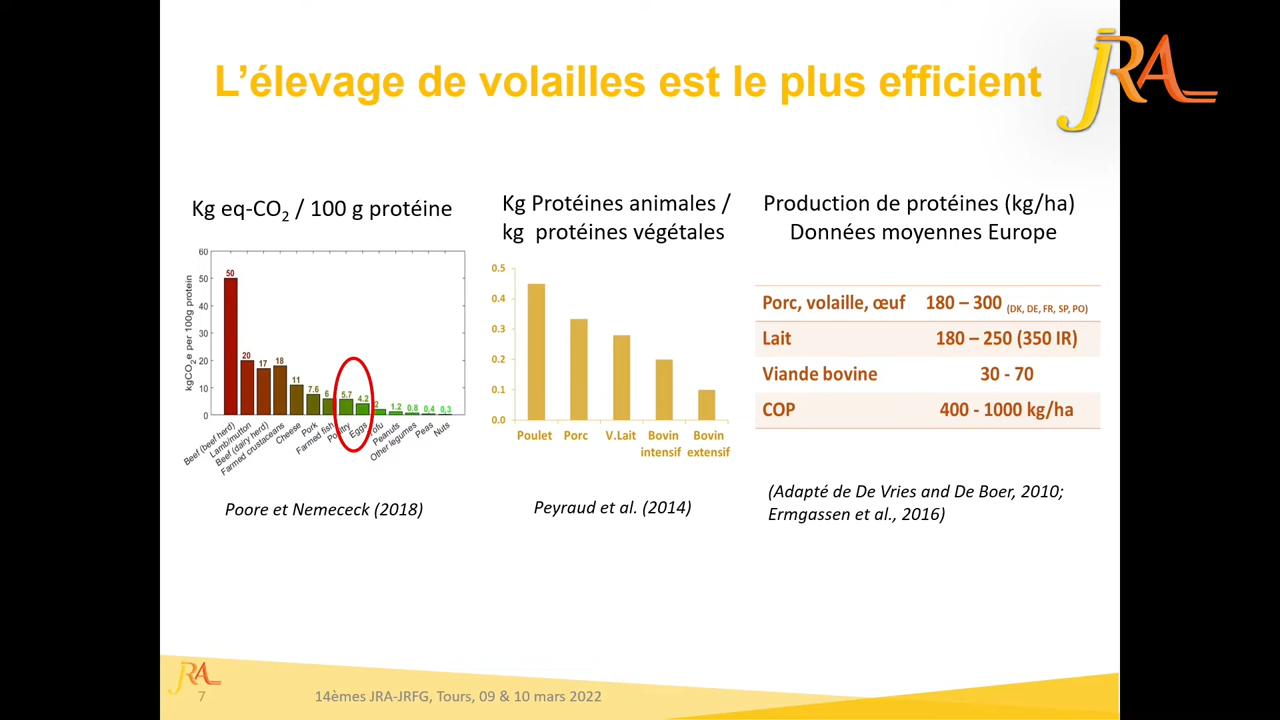 L'élevage de volailles est le plus efficient
JRA
Kg eq-CO2 / 100 g protéine
kgCO2e per 100g protein
60
50
40
30
20
10
0
50
20
17
18
11
7.6
6
5.7
4.2
2
1.2
0.8
0.4
0.3
Beef (beef herd)
Lamb/mutton
Beef (dairy herd)
Farmed crustaceans
Cheese
Pork
Farmed fish
Poultry
Eggs
Tofu
Peanuts
Other legumes
Peas
Nuts
Poore et Nemececk (2018)
Kg Protéines animales /
kg protéines végétales
0.5
0.4
0.3
0.2
0.1
0.0
Poulet
Porc
V.Lait
Bovin
intensif
Bovin
extensif
Peyraud et al. (2014)
Production de protéines (kg/ha)
Données moyennes Europe
Porc, volaille, œuf 180 – 300 (DK, DE, FR, SP, PO)
Lait 180 – 250 (350 IR)
Viande bovine 30 - 70
COP 400 - 1000 kg/ha
(Adapté de De Vries and De Boer, 2010;
Ermgassen et al., 2016)
JRA
7 14èmes JRA-JRFG, Tours, 09 & 10 mars 2022